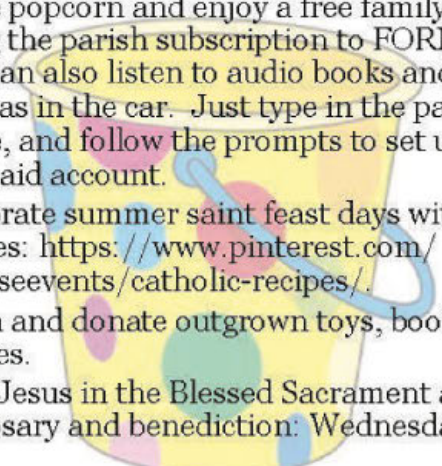 popcorn and enjoy a free family
the parish subscription to FOR
an also listen to audio books and
as in the car. Just type in the pa
, and follow the prompts to set u
aid account.
rate summer saint feast days wi
es: https://www.pinterest.com/
seevents/catholic-recipes/.
and donate outgrown toys, boo
es.
Jesus in the Blessed Sacrament a
sary and benediction: Wednesda